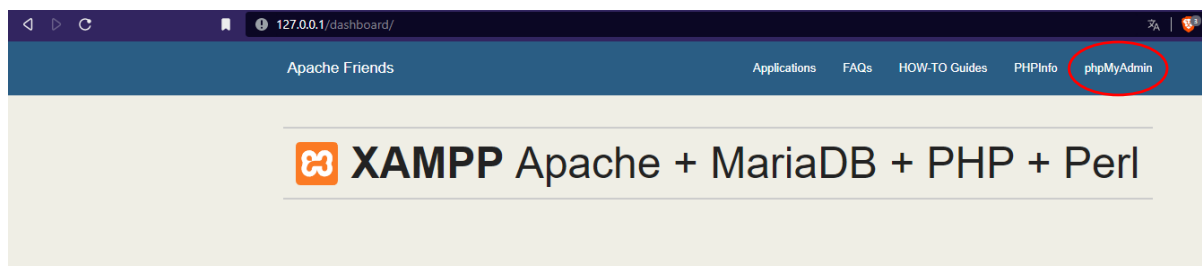 127.0.0.1/dashboard/
Apache Friends Applications FAQs HOW-TO Guides PHPInfo phpMyAdmin
XAMPP Apache + MariaDB + PHP + Perl